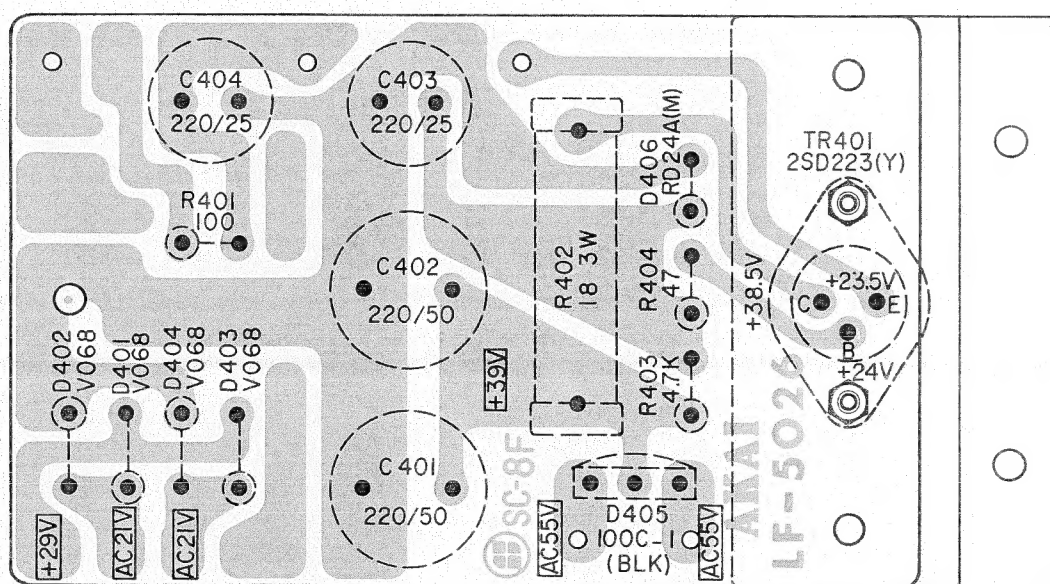 C404
220/25
C403
220/25
R401
100
C402
220/50
C401
220/50
D402
V068
D401
V068
D404
V068
D403
V068
+29V
AC21V
AC21V
+39V
R402
18 3W
D406
RD24A(M)
R404
47
R403
4.7K
SC-8F
AC55V
D405
100C-1
(BLK)
AC55V
AKAI
LF-5026
TR401
2SD223(Y)
+38.5V
+23.5V
C
E
B
+24V